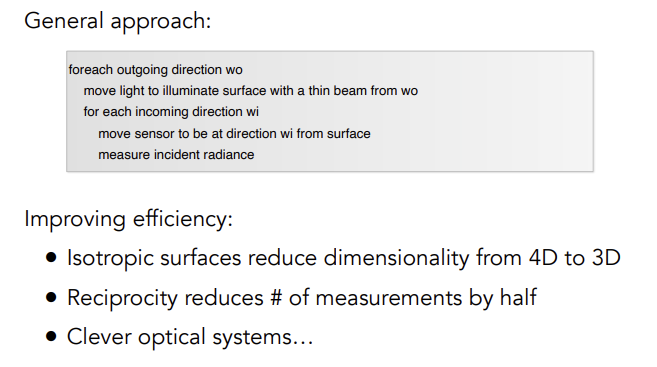 General approach:
foreach outgoing direction wo
move light to illuminate surface with a thin beam from wo
for each incoming direction wi
move sensor to be at direction wi from surface
measure incident radiance
Improving efficiency:
• Isotropic surfaces reduce dimensionality from 4D to 3D
• Reciprocity reduces # of measurements by half
• Clever optical systems…